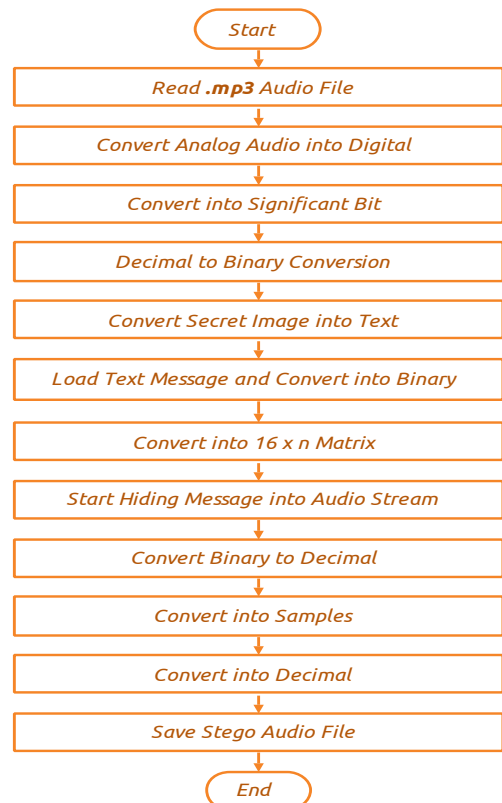 Start
Read .mp3 Audio File
Convert Analog Audio into Digital
Convert into Significant Bit
Decimal to Binary Conversion
Convert Secret Image into Text
Load Text Message and Convert into Binary
Convert into 16 x n Matrix
Start Hiding Message into Audio Stream
Convert Binary to Decimal
Convert into Samples
Convert into Decimal
Save Stego Audio File
End